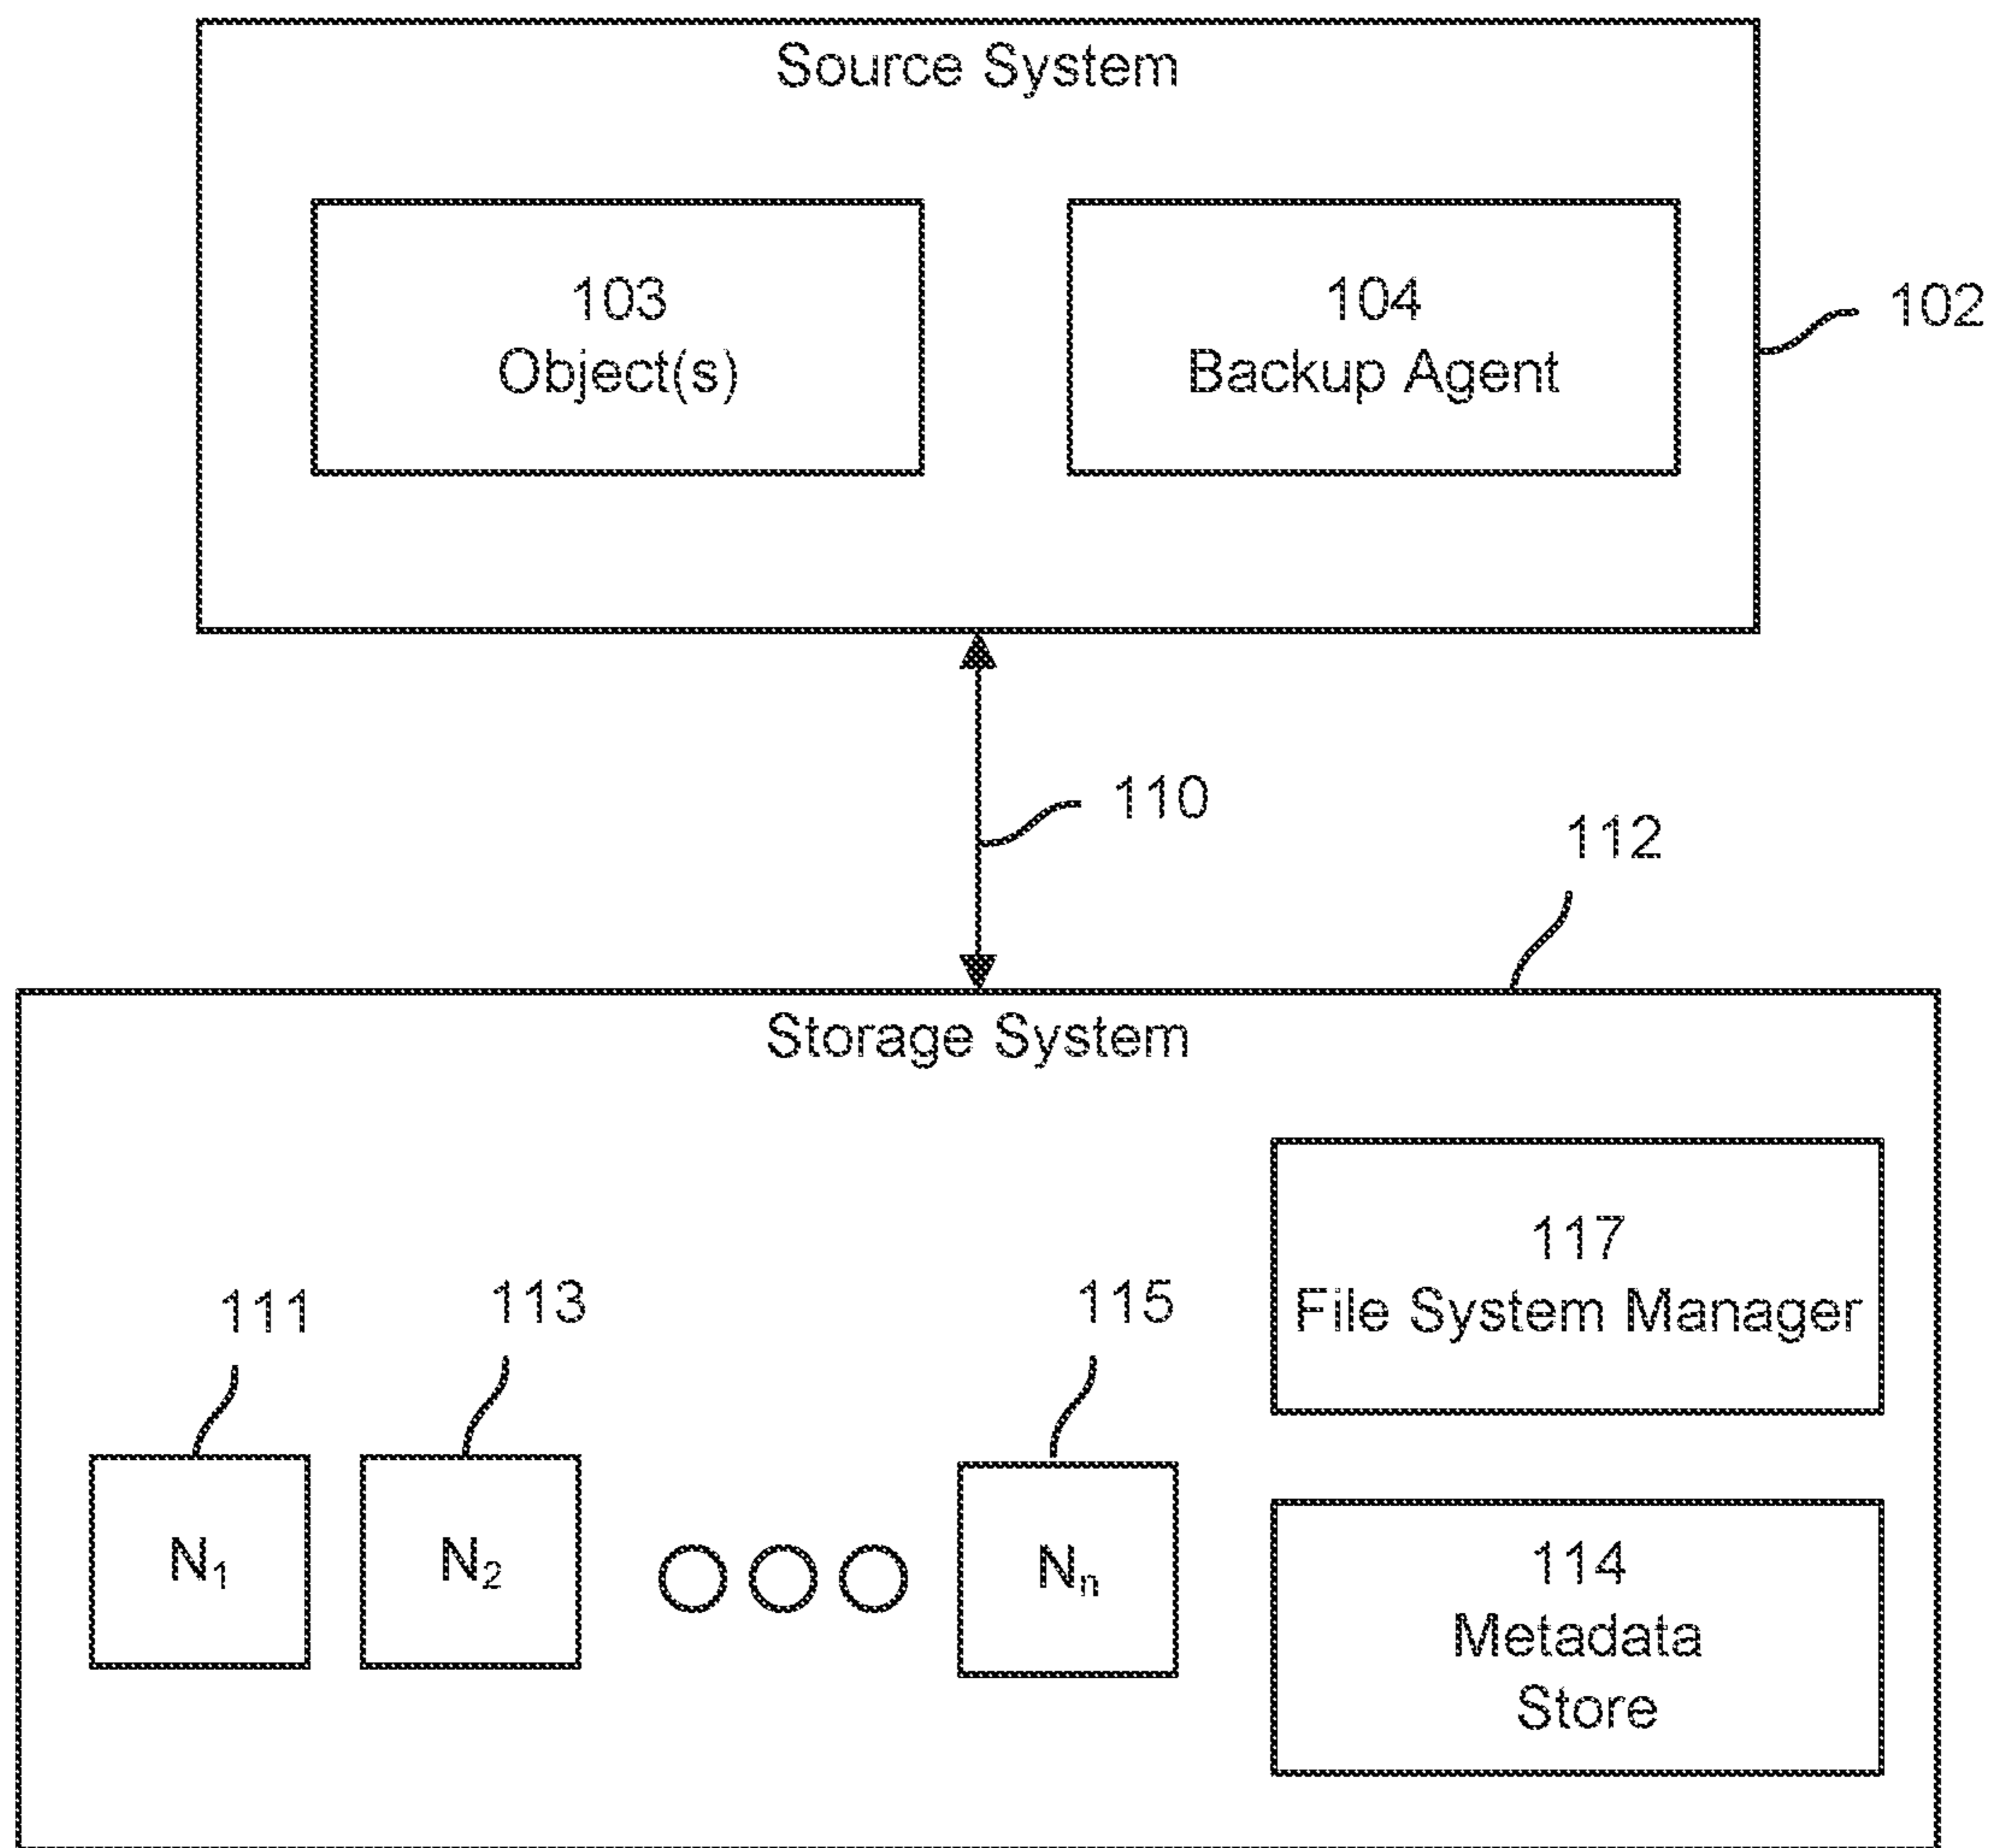 Source System
103
Object(s)
104
Backup Agent
102
110
112
Storage System
117
File System Manager
111
113
115
N₁
N₂
Nₙ
114
Metadata
Store